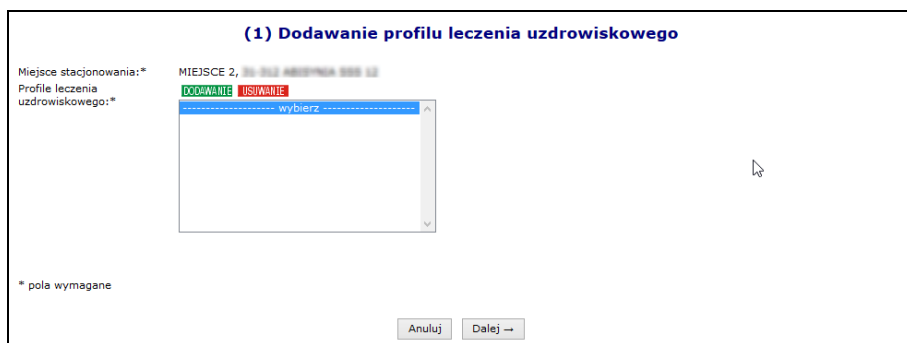 (1) Dodawanie profilu leczenia uzdrowiskowego
Miejsce stacjonowania:* MIEJSCE 2,
Profile leczenia
uzdrowiskowego:*
DODAWANIE USUWANIE
-------------------- wybierz --------------------
* pola wymagane
Anuluj Dalej →